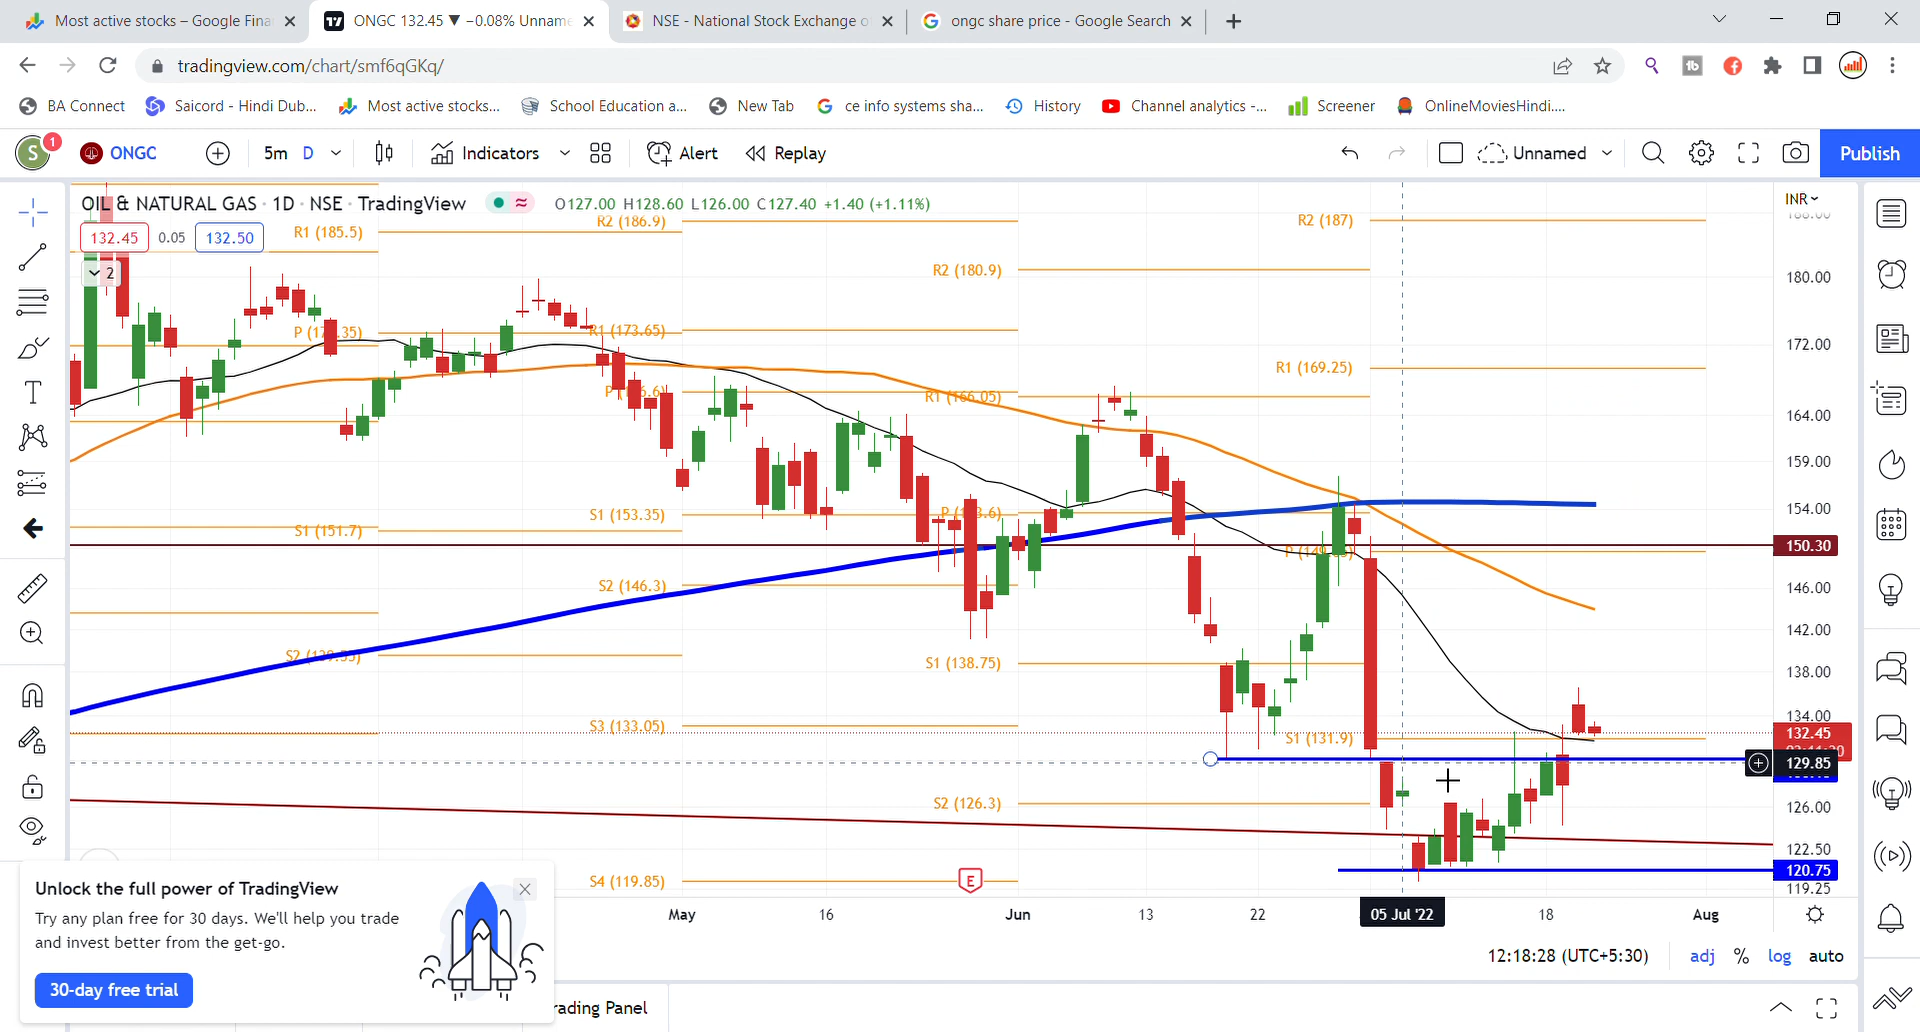 Most active stocks – Google Fina
ONGC 132.45 ▼ −0.08% Unname
NSE - National Stock Exchange o
ongc share price - Google Search
tradingview.com/chart/smf6qGKq/
BA Connect
Saicord - Hindi Dub...
Most active stocks...
School Education a...
New Tab
ce info systems sha...
History
Channel analytics -...
Screener
OnlineMoviesHindi....
S 1
ONGC
5m D
Indicators
Alert
Replay
Unnamed
Publish
OIL & NATURAL GAS · 1D · NSE · TradingView
O127.00 H128.60 L126.00 C127.40 +1.40 (+1.11%)
INR
132.45 0.05 132.50
2
R1 (185.5)
R2 (186.9)
R2 (187)
R2 (180.9)
180.00
R1 (173.65)
172.00
R1 (169.25)
R1 (166.05)
164.00
159.00
154.00
S1 (153.35)
S1 (151.7)
150.30
S2 (146.3)
146.00
142.00
S1 (138.75)
138.00
134.00
S3 (133.05)
132.45
S1 (131.9)
129.85
S2 (126.3)
126.00
122.50
120.75
S4 (119.85)
119.25
E
May
16
Jun
13
22
05 Jul '22
18
Aug
12:18:28 (UTC+5:30)
adj % log auto
Unlock the full power of TradingView
Try any plan free for 30 days. We'll help you trade
and invest better from the get-go.
30-day free trial
rading Panel